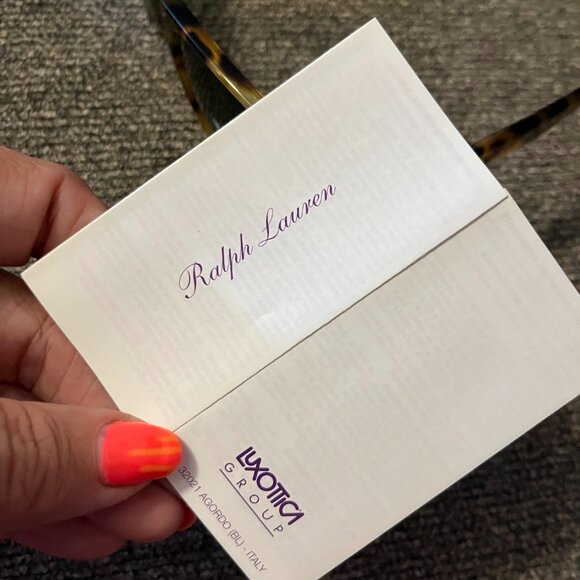 Ralph Lauren
LUXOTTICA
GROUP
32021 AGORDO (BL) - ITALY